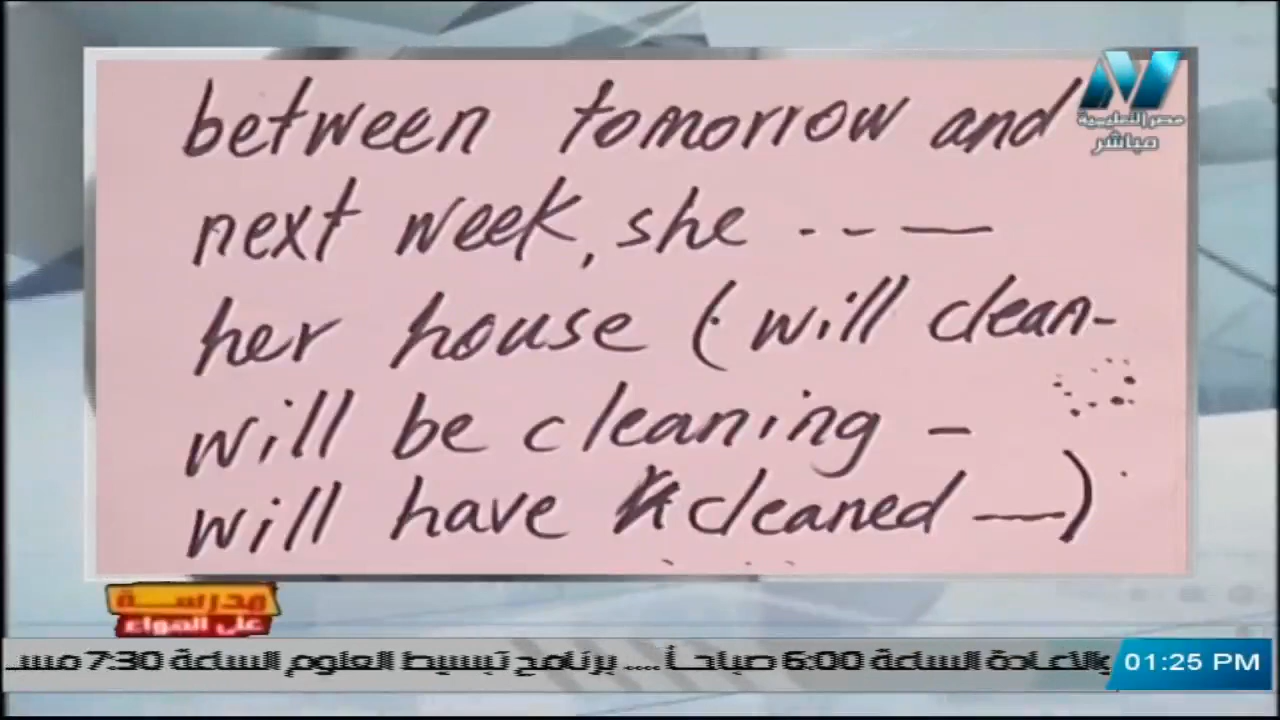 between tomorrow and
next week, she ---—
her house (will clean-
will be cleaning -
will have cleaned —)
مصر التعليمية
مباشر
مدرسة
على الهواء
والاعادة الساعة 6:00 صباحاً .... برنامج تبسيط العلوم الساعة 7:30 مسـ
01:25 PM